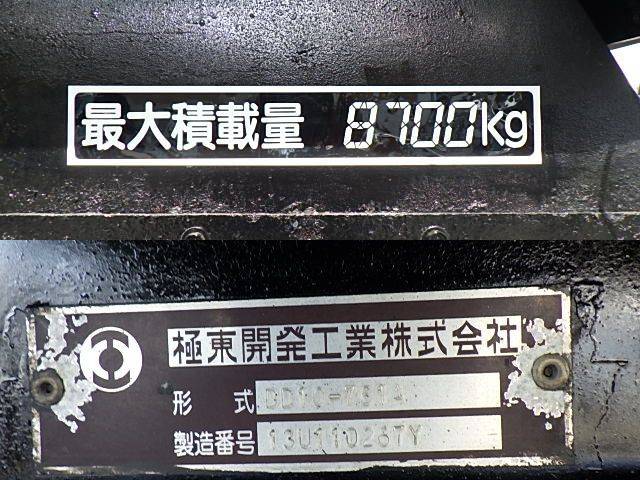 最大積載量 8700kg
極東開発工業株式会社
形 式
製造番号 13U110267Y